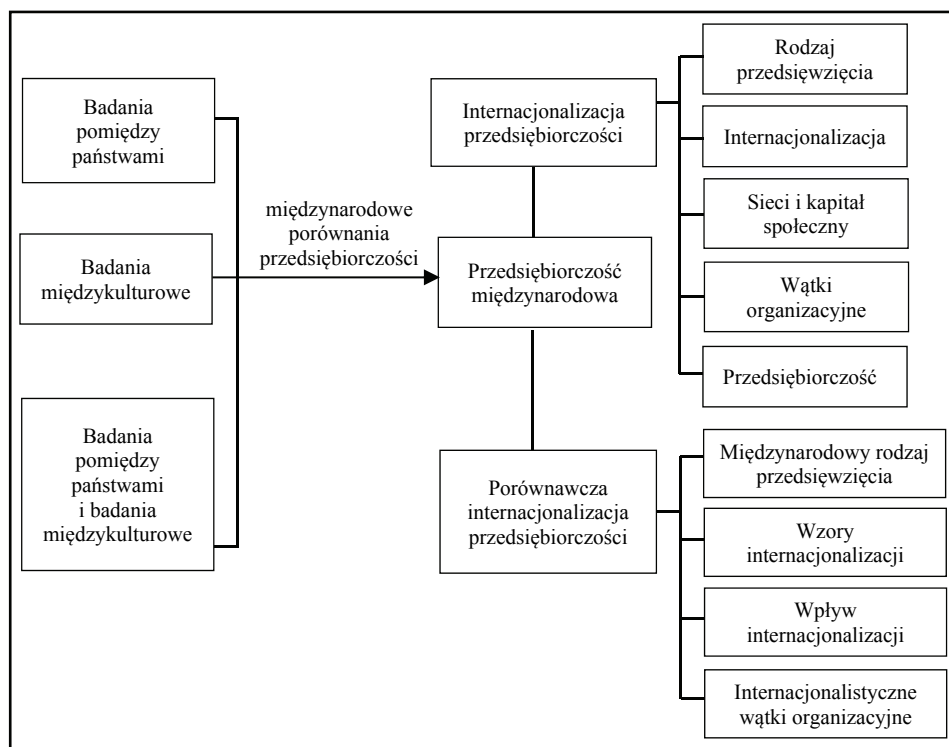 Badania
pomiędzy
państwami
Badania
międzykulturowe
Badania
pomiędzy
państwami
i badania
międzykulturowe
międzynarodowe
porównania
przedsiębiorczości
Internacjonalizacja
przedsiębiorczości
Przedsiębiorczość
międzynarodowa
Porównawcza
internacjonalizacja
przedsiębiorczości
Rodzaj
przedsięwzięcia
Internacjonalizacja
Sieci i kapitał
społeczny
Wątki
organizacyjne
Przedsiębiorczość
Międzynarodowy rodzaj
przedsięwzięcia
Wzory
internacjonalizacji
Wpływ
internacjonalizacji
Internacjonalistyczne
wątki organizacyjne